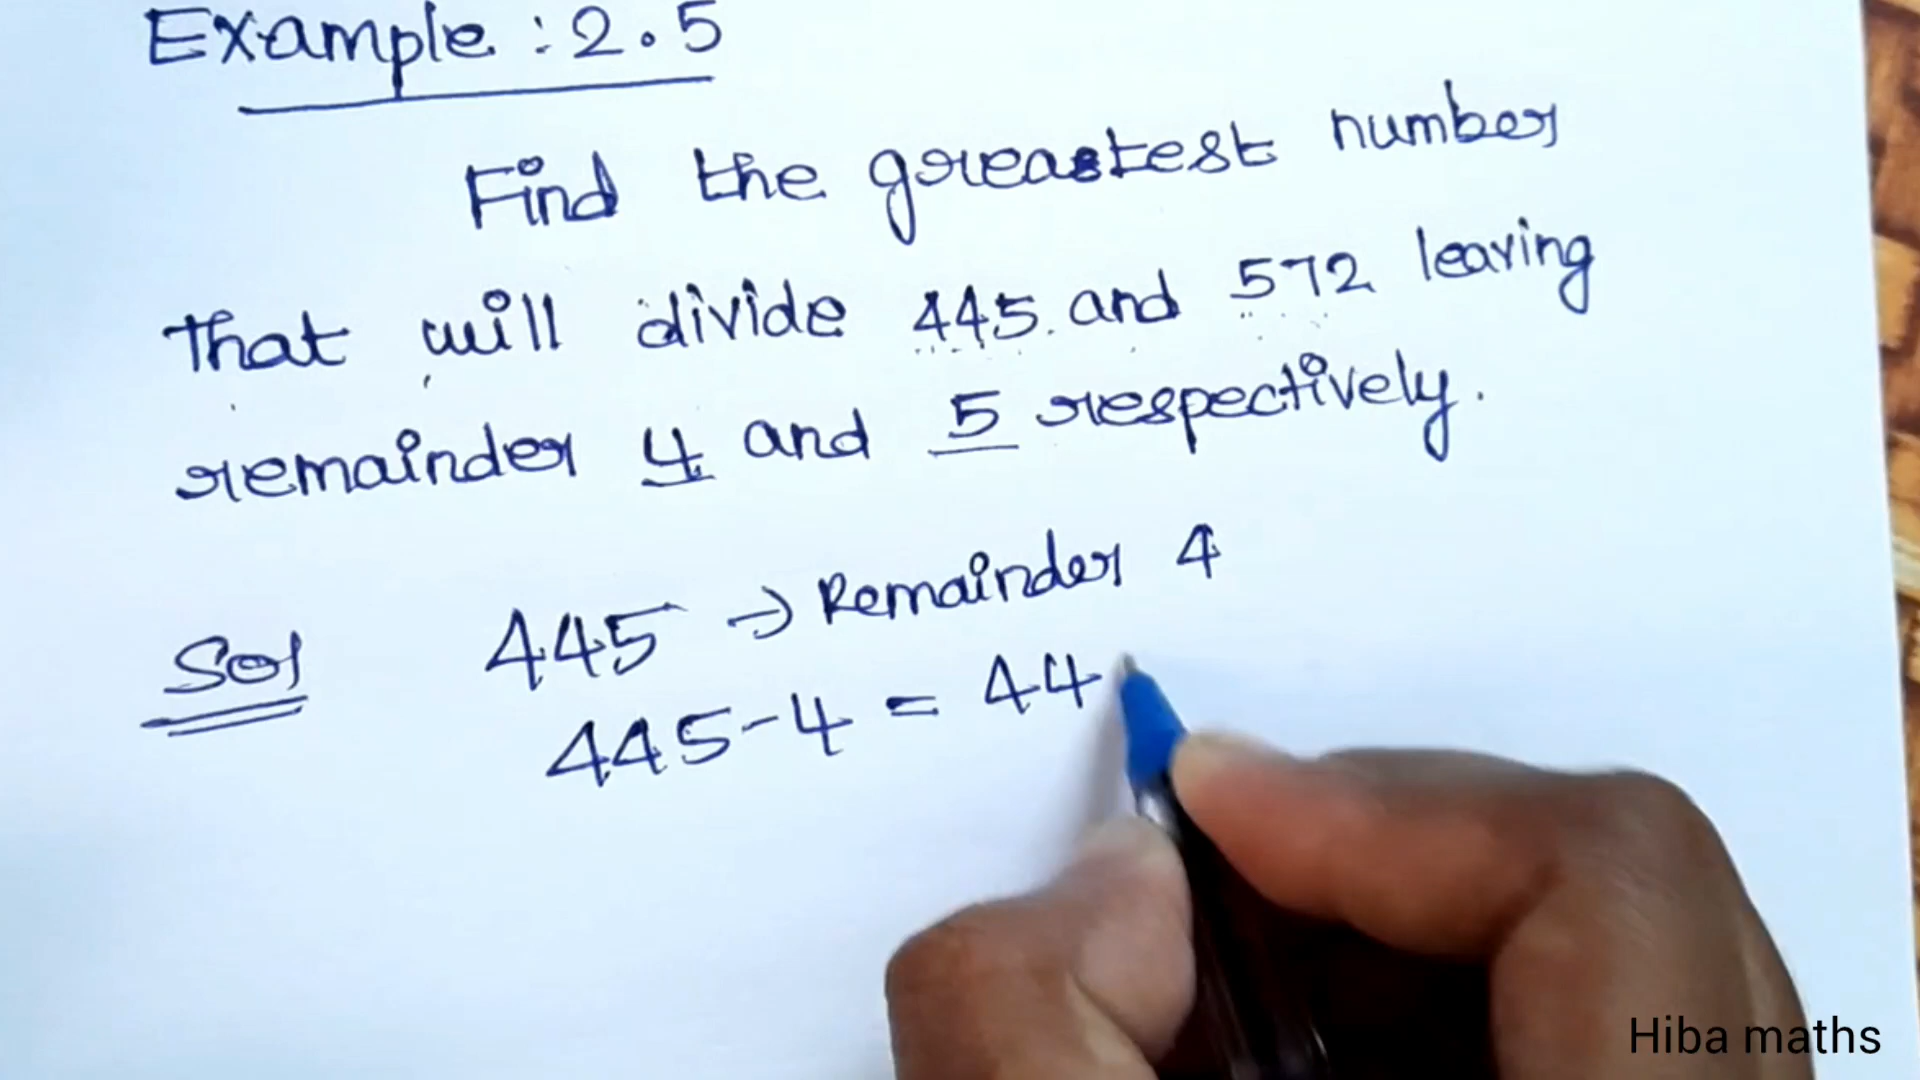 Example : 2.5
Find the greatest number
that will divide 445 and 572 leaving
remainder 4 and 5 respectively.
Sol
445 → Remainder 4
445-4 = 44
Hiba maths